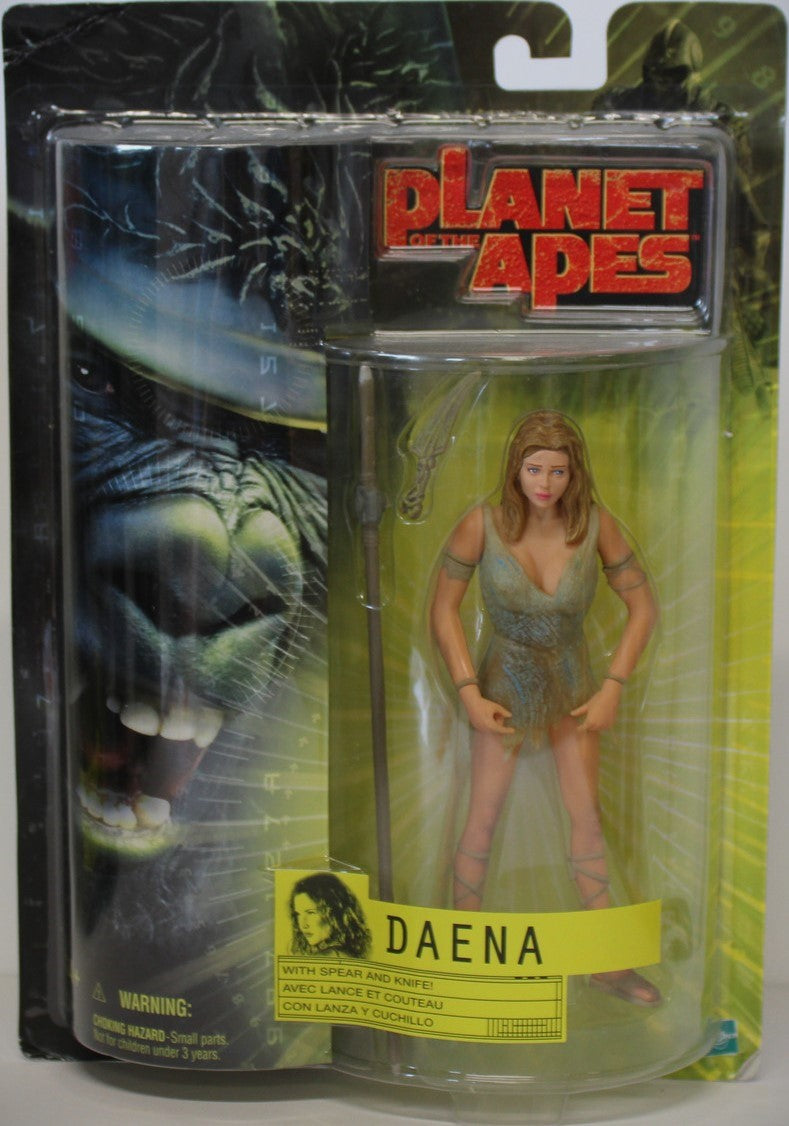 PLANET
OF THE
APES™
DAENA
WITH SPEAR AND KNIFE!
AVEC LANCE ET COUTEAU
CON LANZA Y CUCHILLO
WARNING:
CHOKING HAZARD-Small parts.
Not for children under 3 years.